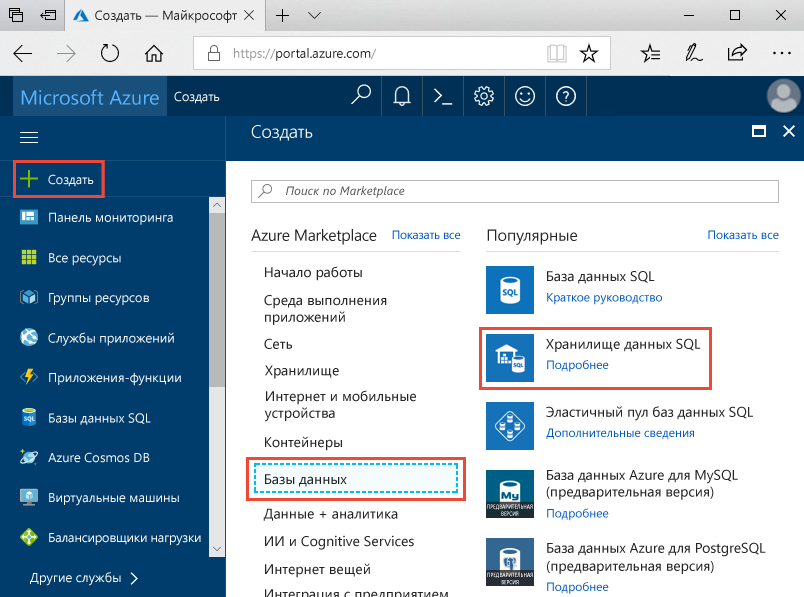 Создать — Майкрософт
https://portal.azure.com/
Microsoft Azure
Создать
Создать
Создать
Панель мониторинга
Все ресурсы
Группы ресурсов
Службы приложений
Приложения-функции
Базы данных SQL
Azure Cosmos DB
Виртуальные машины
Балансировщики нагрузки
Другие службы
Поиск по Marketplace
Azure Marketplace
Показать все
Начало работы
Среда выполнения
приложений
Сеть
Хранилище
Интернет и мобильные
устройства
Контейнеры
Базы данных
Данные + аналитика
ИИ и Cognitive Services
Интернет вещей
Интеграция с предприятием
Популярные
Показать все
SQL
База данных SQL
Краткое руководство
SQL
Хранилище данных SQL
Подробнее
Эластичный пул баз данных SQL
Дополнительные сведения
My
ПРЕДВАРИТЕЛЬНАЯ
ВЕРСИЯ
База данных Azure для MySQL
(предварительная версия)
Подробнее
ПРЕДВАРИТЕЛЬНАЯ
ВЕРСИЯ
База данных Azure для PostgreSQL
(предварительная версия)
Подробнее